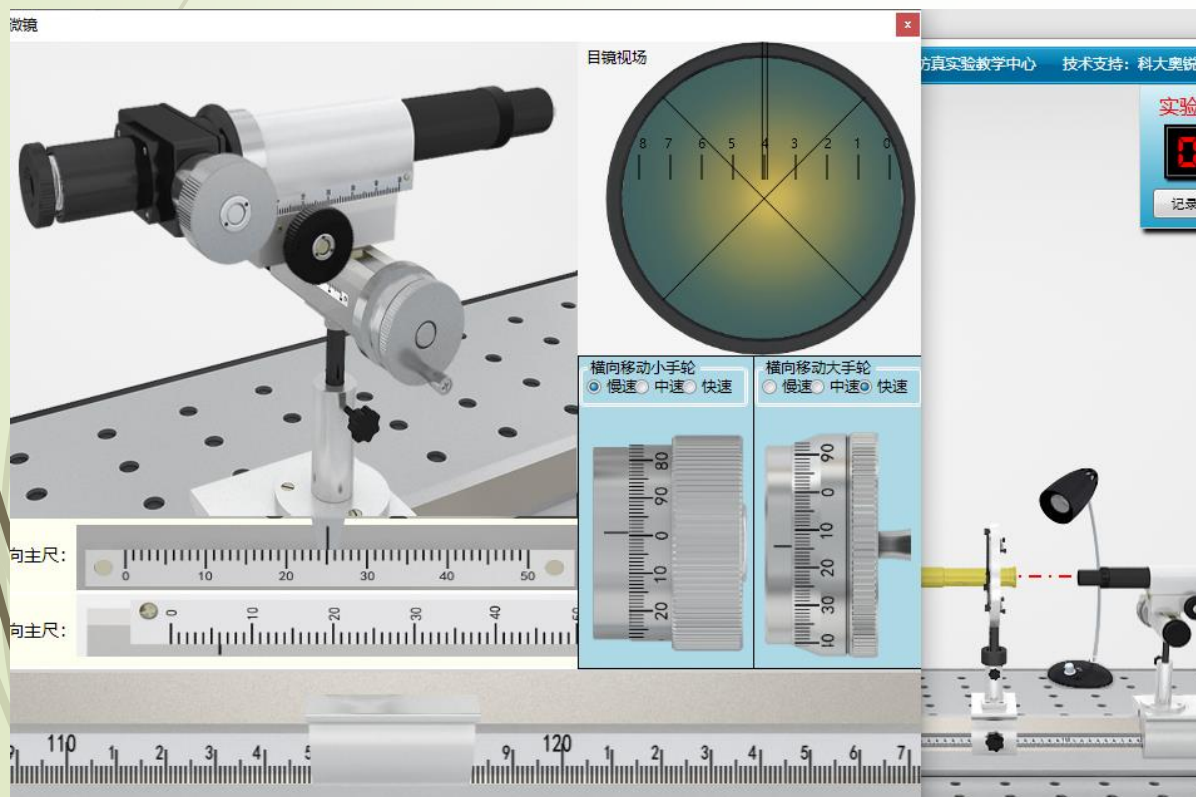 微镜
x
目镜视场
8 7 6 5 4 3 2 1 0
横向移动小手轮
慢速 中速 快速
横向移动大手轮
慢速 中速 快速
80 90 0 10 20
90 0 10 20 30 40
向主尺：
0 10 20 30 40 50
向主尺：
0 10 20 30 40
110 1 2 3 4 5 9 120 1 2 3 4 5 6 7
仿真实验教学中心 技术支持：科大奥锐
实验
0
记录